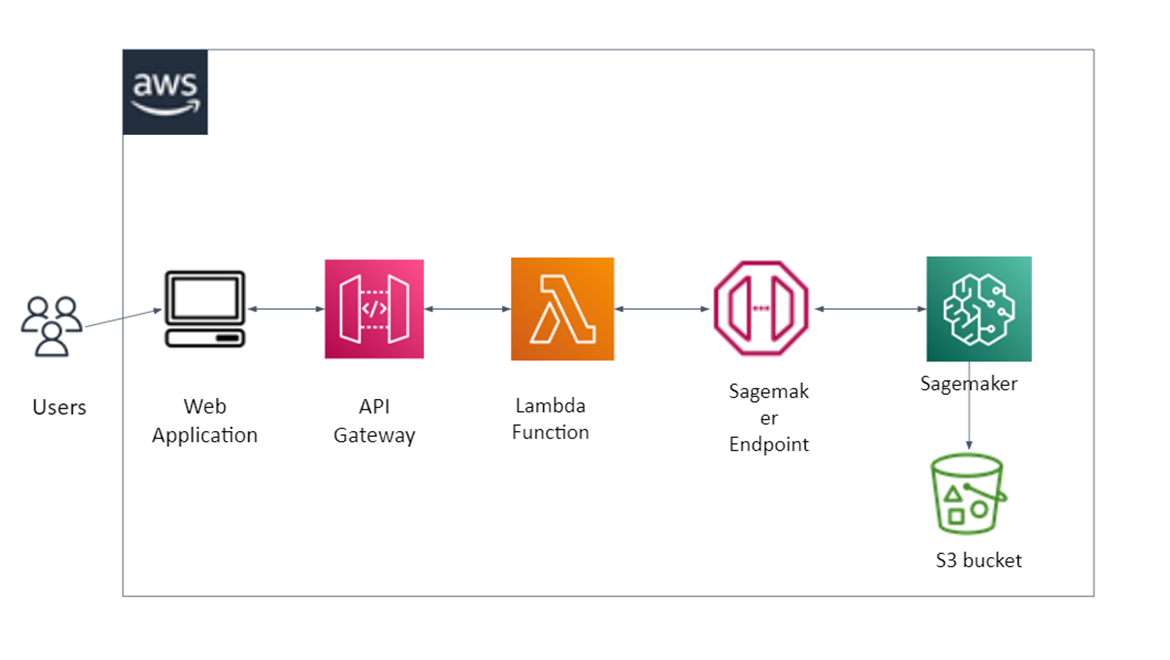 aws
</>
Users
Web
Application
API
Gateway
Lambda
Function
Sagemak
er
Endpoint
Sagemaker
S3 bucket